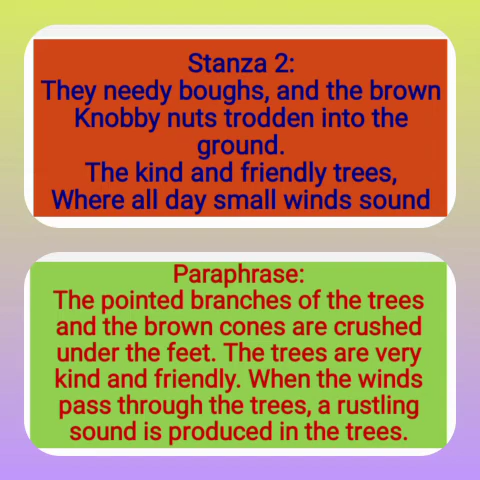 Stanza 2:
They needy boughs, and the brown
Knobby nuts trodden into the
ground.
The kind and friendly trees,
Where all day small winds sound
Paraphrase:
The pointed branches of the trees
and the brown cones are crushed
under the feet. The trees are very
kind and friendly. When the winds
pass through the trees, a rustling
sound is produced in the trees.